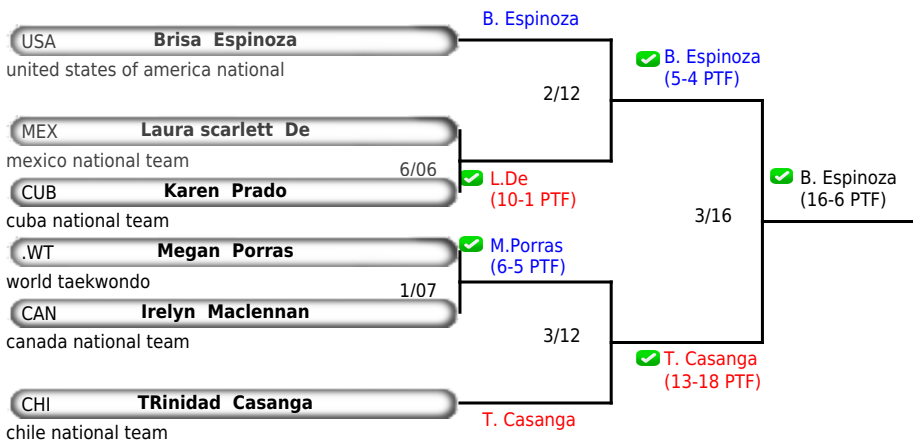 B. Espinoza
USA Brisa Espinoza
united states of america national
B. Espinoza
(5-4 PTF)
2/12
MEX Laura scarlett De
mexico national team
6/06
L.De
(10-1 PTF)
CUB Karen Prado
cuba national team
B. Espinoza
(16-6 PTF)
3/16
.WT Megan Porras
world taekwondo
M.Porras
(6-5 PTF)
1/07
CAN Irelyn Maclennan
canada national team
3/12
T. Casanga
(13-18 PTF)
CHI TRinidad Casanga
chile national team
T. Casanga